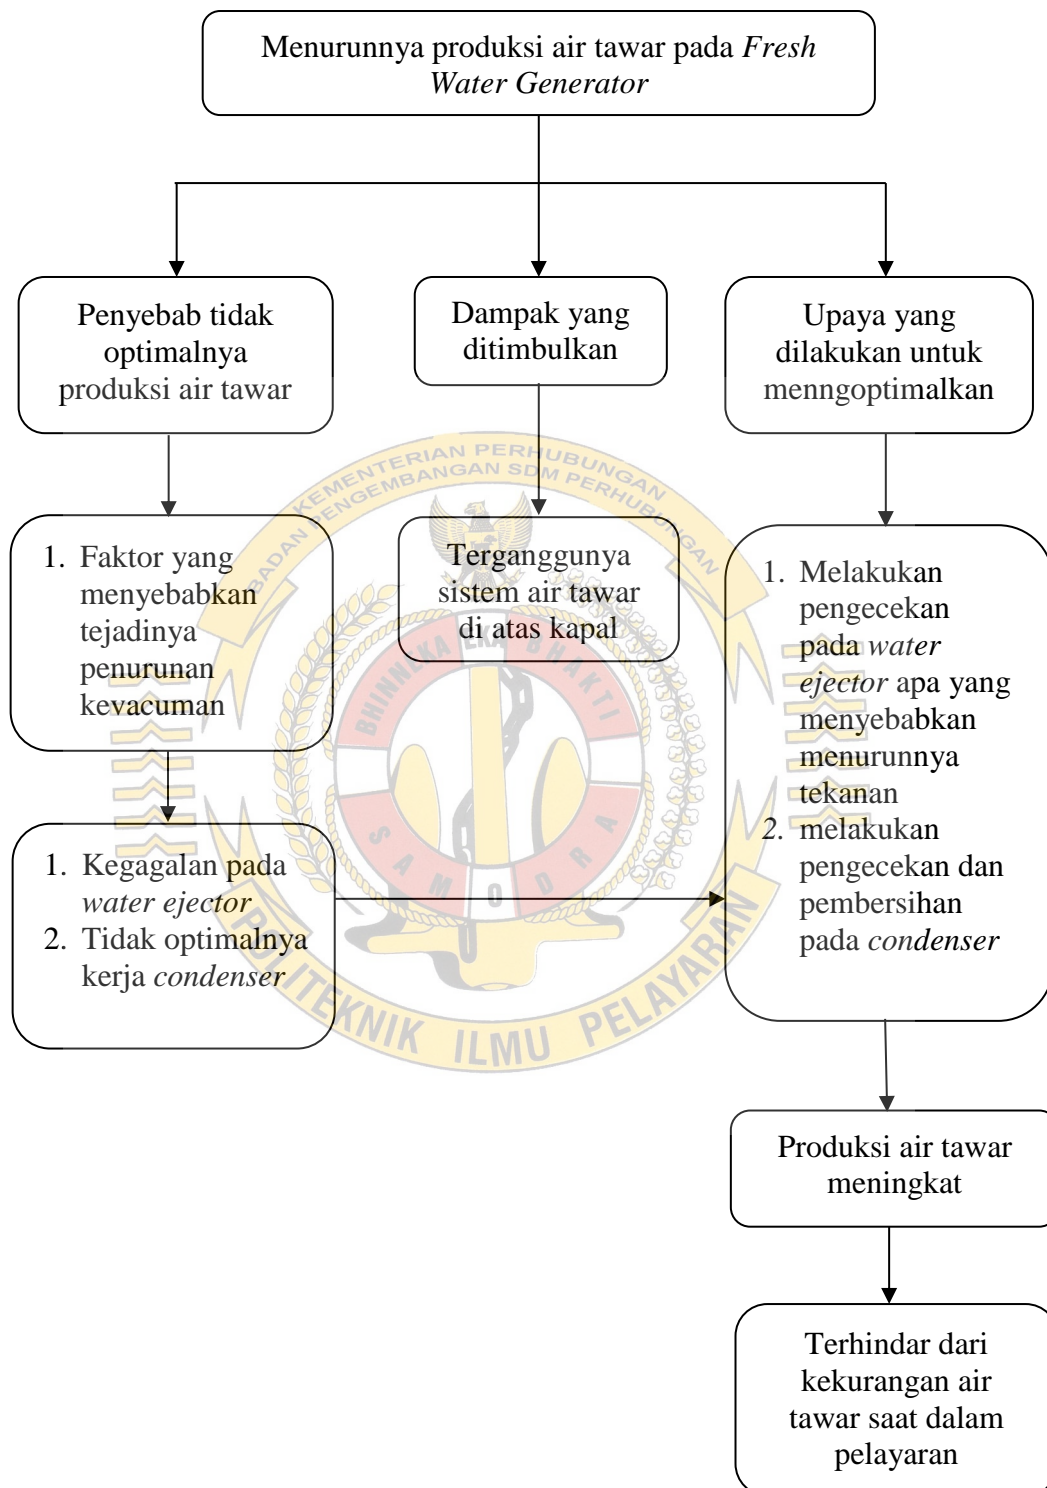 Menurunnya produksi air tawar pada Fresh
Water Generator
Penyebab tidak
optimalnya
produksi air tawar
Dampak yang
ditimbulkan
Upaya yang
dilakukan untuk
menngoptimalkan
1. Faktor yang
menyebabkan
tejadinya
penurunan
kevacuman
Terganggunya
sistem air tawar
di atas kapal
1. Melakukan
pengecekan
pada water
ejector apa yang
menyebabkan
menurunnya
tekanan
2. melakukan
pengecekan dan
pembersihan
pada condenser
1. Kegagalan pada
water ejector
2. Tidak optimalnya
kerja condenser
Produksi air tawar
meningkat
Terhindar dari
kekurangan air
tawar saat dalam
pelayaran
KEMENTERIAN PERHUBUNGAN
BADAN PENGEMBANGAN SDM PERHUBUNGAN
BHINNEKA EKA BHAKTI
SAMODRA
POLITEKNIK ILMU PELAYARAN